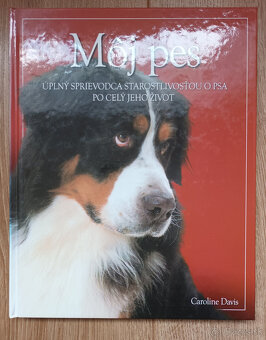 Môj pes
ÚPLNÝ SPRIEVODCA STAROSTLIVOSŤOU O PSA
PO CELÝ JEHO ŽIVOT
Caroline Davis